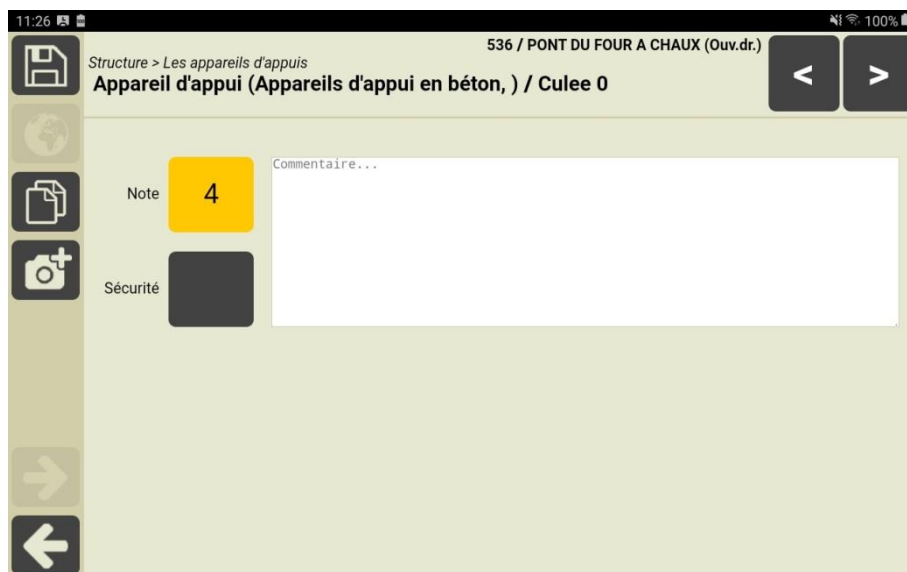 11:26
100%
536 / PONT DU FOUR A CHAUX (Ouv.dr.)
Structure > Les appareils d'appuis
Appareil d'appui (Appareils d'appui en béton, ) / Culee 0
< >
Commentaire...
Note 4
Sécurité